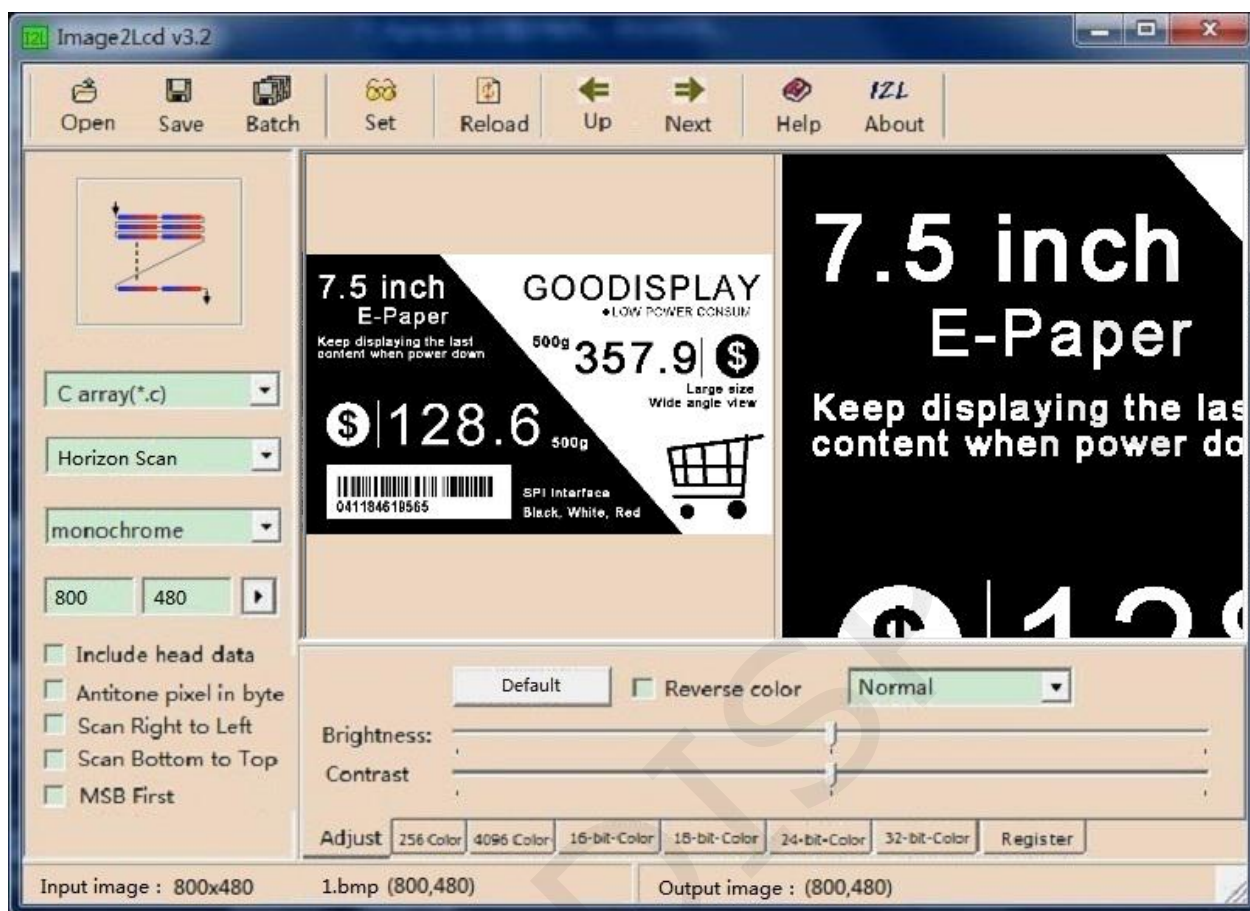 I2L Image2Lcd v3.2
Open Save Batch Set Reload Up Next Help About
I2L
7.5 inch
E-Paper
Keep displaying the last
content when power down
GOODISPLAY
●LOW POWER CONSUM
500g 357.9 $
Large size
Wide angle view
$ 128.6 500g
041184619565
SPI Interface
Black, White, Red
7.5 inch
E-Paper
Keep displaying the las
content when power do
C array(*.c)
Horizon Scan
monochrome
800 480
Include head data
Antitone pixel in byte
Scan Right to Left
Scan Bottom to Top
MSB First
Default Reverse color Normal
Brightness:
Contrast
Adjust 256 Color 4096 Color 16-bit-Color 18-bit-Color 24-bit-Color 32-bit-Color Register
Input image : 800x480 1.bmp (800,480) Output image : (800,480)